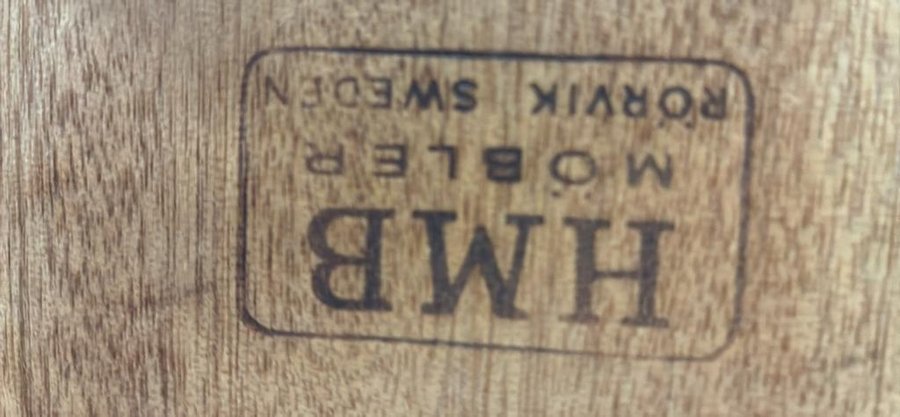 HMB
MÖBLER
RÖRVIK SWEDEN